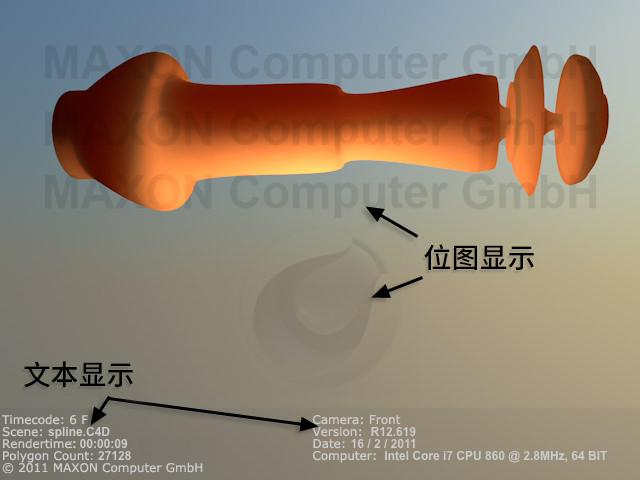 MAXON Computer GmbH
MAXON Computer GmbH
MAXON Computer GmbH
位图显示
文本显示
Timecode: 6 F
Scene: spline.C4D
Rendertime: 00:00:09
Polygon Count: 27128
© 2011 MAXON Computer GmbH
Camera: Front
Version: R12.619
Date: 16 / 2 / 2011
Computer: Intel Core i7 CPU 860 @ 2.8MHz, 64 BIT